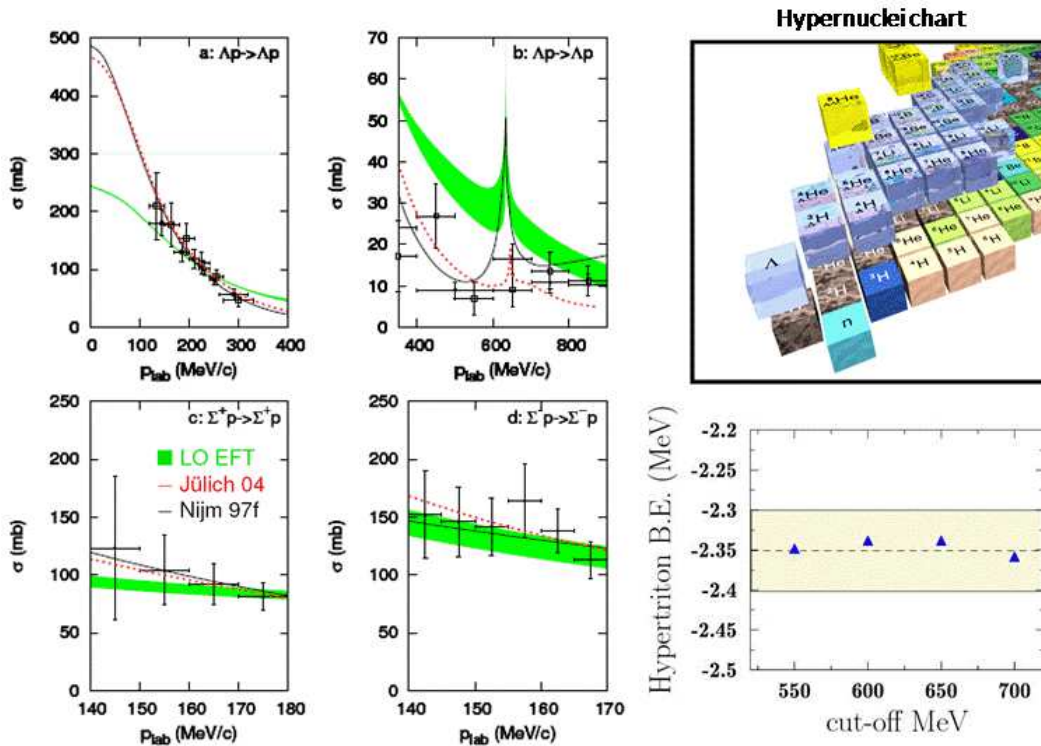 a: Λp->Λp
500
400
300
200
100
0
σ (mb)
0 100 200 300 400
p_lab (MeV/c)
b: Λp->Λp
70
60
50
40
30
20
10
0
σ (mb)
400 600 800
p_lab (MeV/c)
Hypernuclei chart
Λ
n
³H
⁴H
⁵H
⁶H
c: Σ⁺p->Σ⁺p
250
200
150
100
50
0
σ (mb)
LO EFT
Jülich 04
Nijm 97f
140 150 160 170 180
p_lab (MeV/c)
d: Σ⁻p->Σ⁻p
250
200
150
100
50
0
σ (mb)
140 150 160 170
p_lab (MeV/c)
Hypertriton B.E. (MeV)
-2.2
-2.25
-2.3
-2.35
-2.4
-2.45
-2.5
550 600 650 700
cut-off MeV